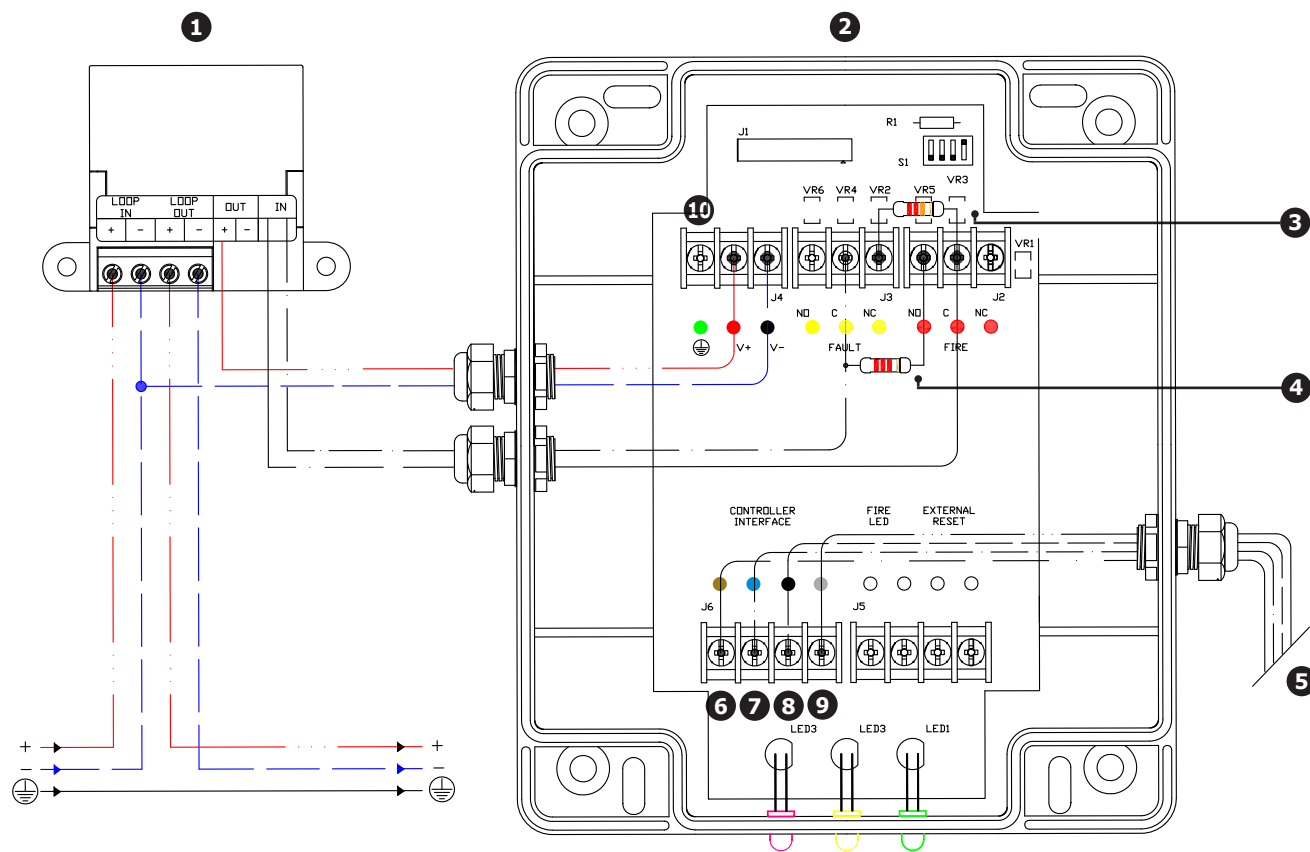 1
2
LOOP IN
LOOP OUT
OUT
IN
+ - + - + -
J1
R1
S1
VR6 VR4 VR2 VR5 VR3
10
3
VR1
J4 J3 J2
NO C NC NO C NC
V+ V- FAULT FIRE
4
CONTROLLER INTERFACE
FIRE LED
EXTERNAL RESET
J6 J5
5
6 7 8 9
LED3 LED3 LED1
+ +
- -